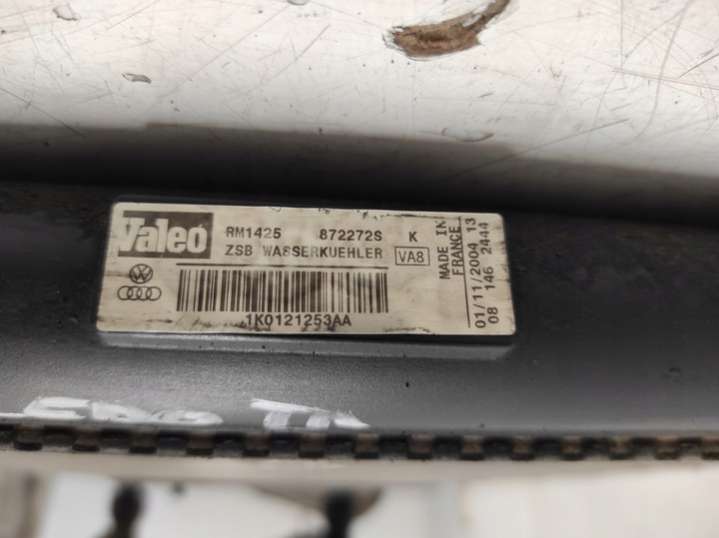 Valeo
RM1425 872272S K
ZSB WASSERKUEHLER VA8
1K0121253AA
MADE IN
FRANCE
01/11/2004 13
08 146 2444